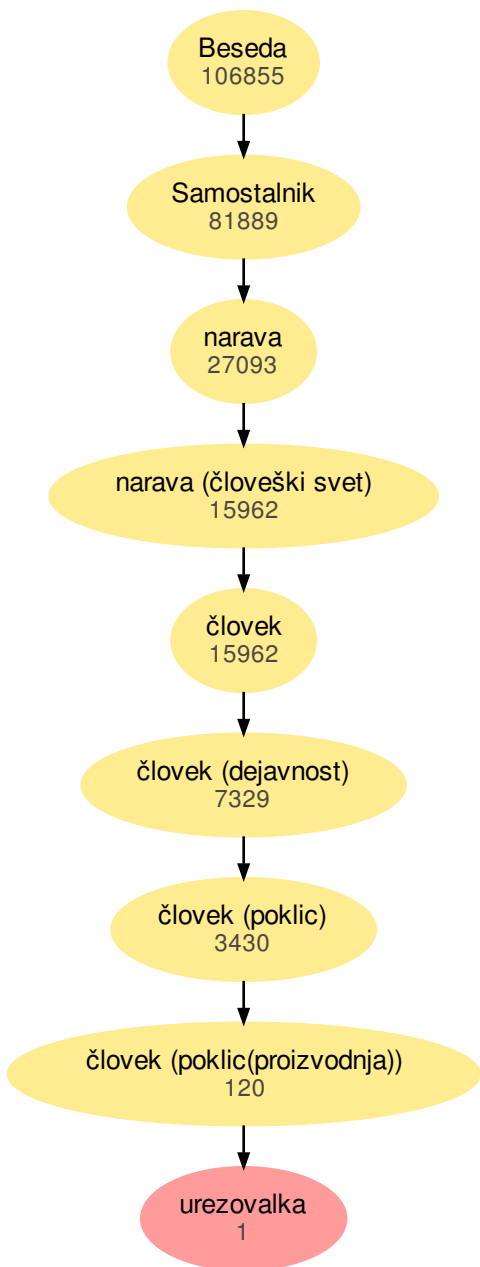 Beseda
106855
Samostalnik
81889
narava
27093
narava (človeški svet)
15962
človek
15962
človek (dejavnost)
7329
človek (poklic)
3430
človek (poklic(proizvodnja))
120
urezovalka
1